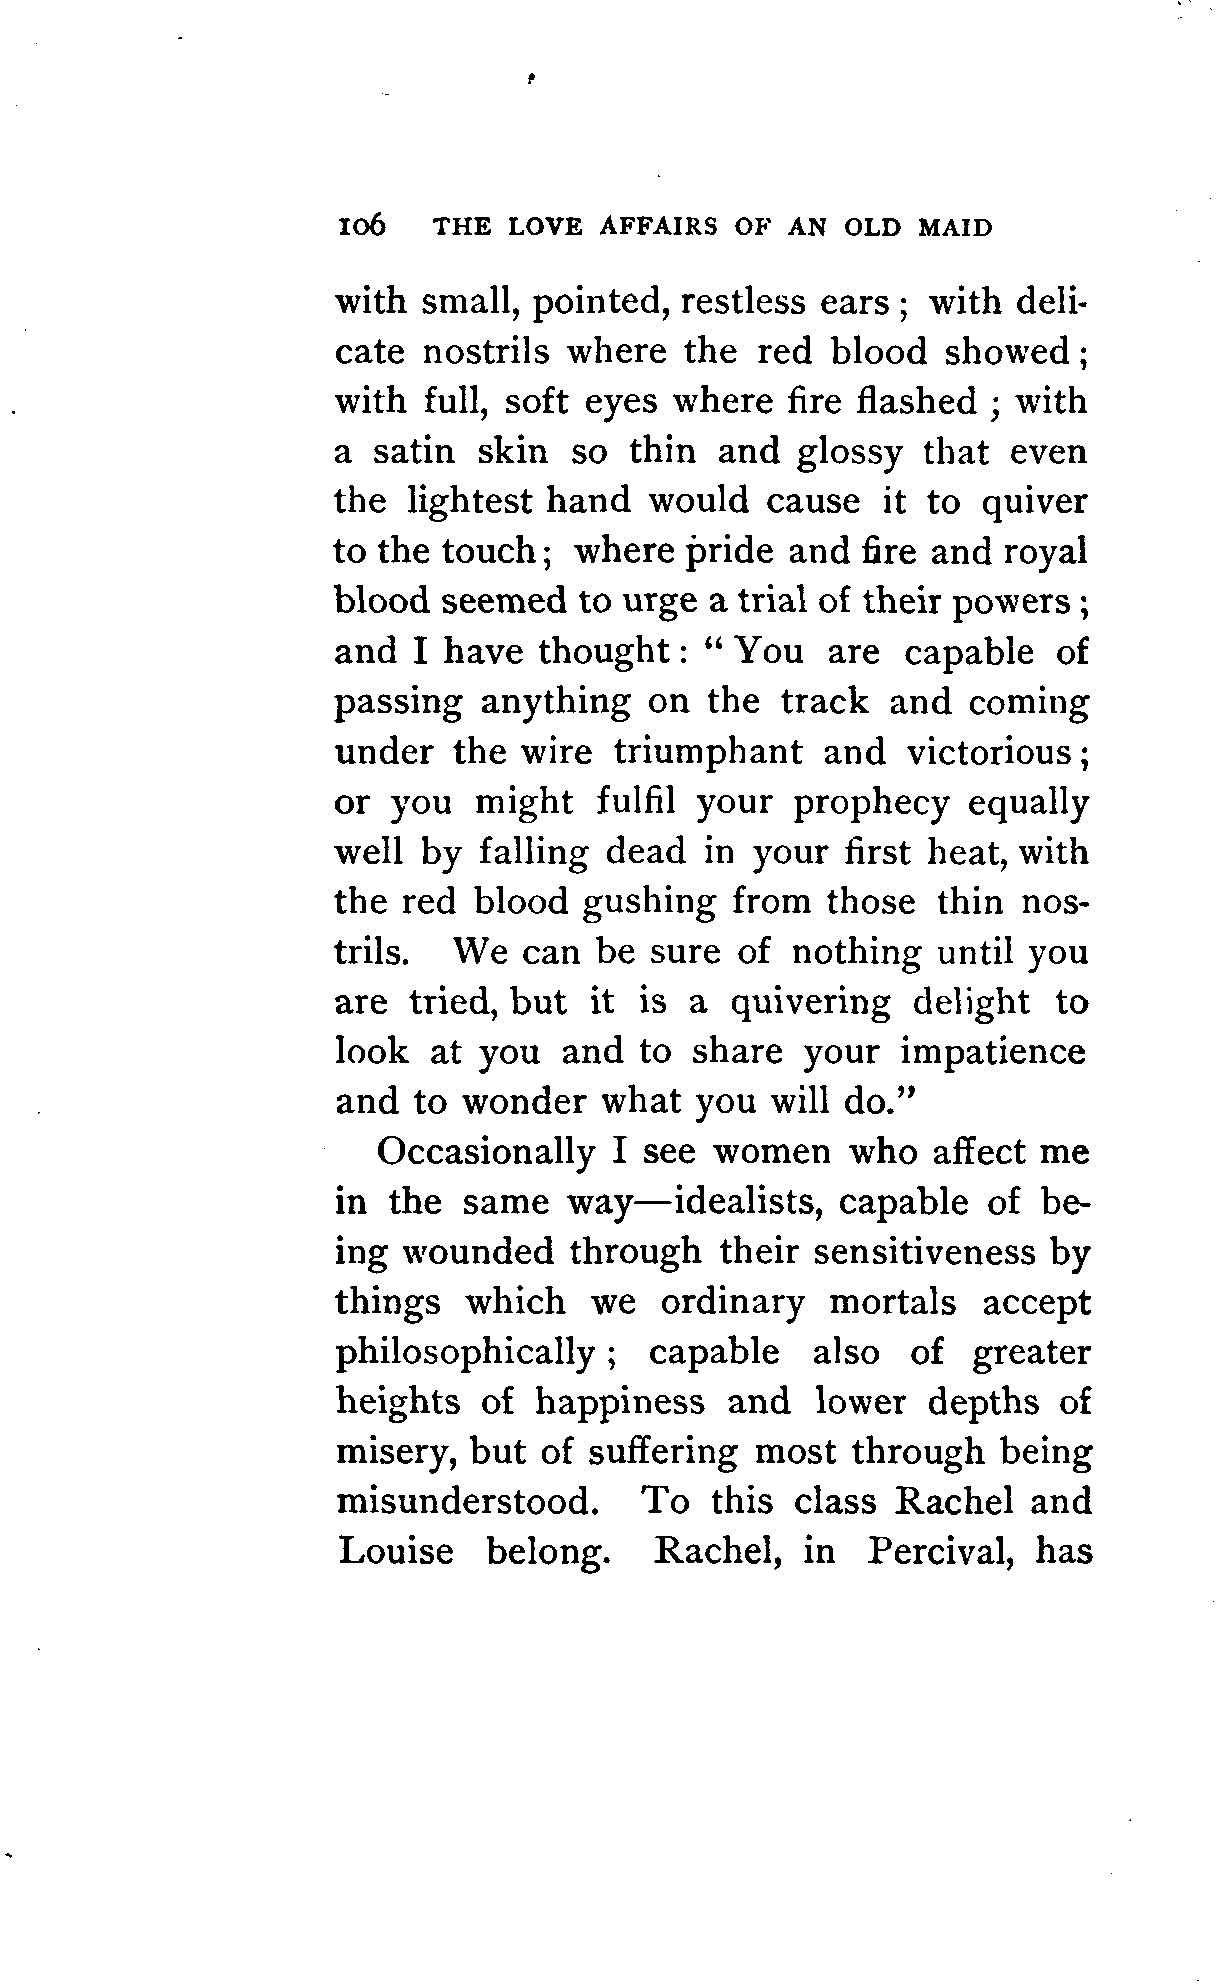 106 THE LOVE AFFAIRS OF AN OLD MAID
with small, pointed, restless ears; with deli-
cate nostrils where the red blood showed;
with full, soft eyes where fire flashed; with
a satin skin so thin and glossy that even
the lightest hand would cause it to quiver
to the touch; where pride and fire and royal
blood seemed to urge a trial of their powers;
and I have thought: "You are capable of
passing anything on the track and coming
under the wire triumphant and victorious;
or you might fulfil your prophecy equally
well by falling dead in your first heat, with
the red blood gushing from those thin nos-
trils. We can be sure of nothing until you
are tried, but it is a quivering delight to
look at you and to share your impatience
and to wonder what you will do."
Occasionally I see women who affect me
in the same way—idealists, capable of be-
ing wounded through their sensitiveness by
things which we ordinary mortals accept
philosophically; capable also of greater
heights of happiness and lower depths of
misery, but of suffering most through being
misunderstood. To this class Rachel and
Louise belong. Rachel, in Percival, has